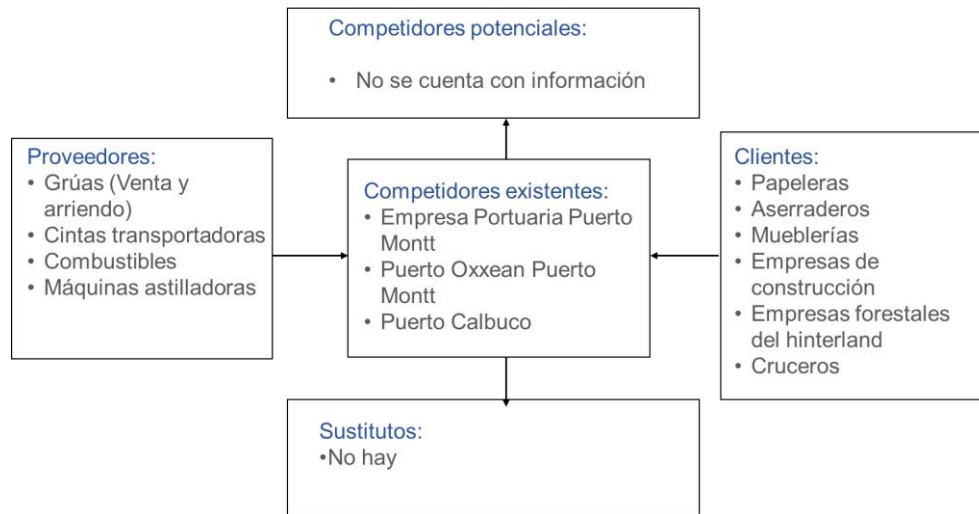 Competidores potenciales:
• No se cuenta con información
Proveedores:
• Grúas (Venta y
arriendo)
• Cintas transportadoras
• Combustibles
• Máquinas astilladoras
Competidores existentes:
• Empresa Portuaria Puerto
Montt
• Puerto Oxxean Puerto
Montt
• Puerto Calbuco
Clientes:
• Papeleras
• Aserraderos
• Mueblerías
• Empresas de
construcción
• Empresas forestales
del hinterland
• Cruceros
Sustitutos:
•No hay